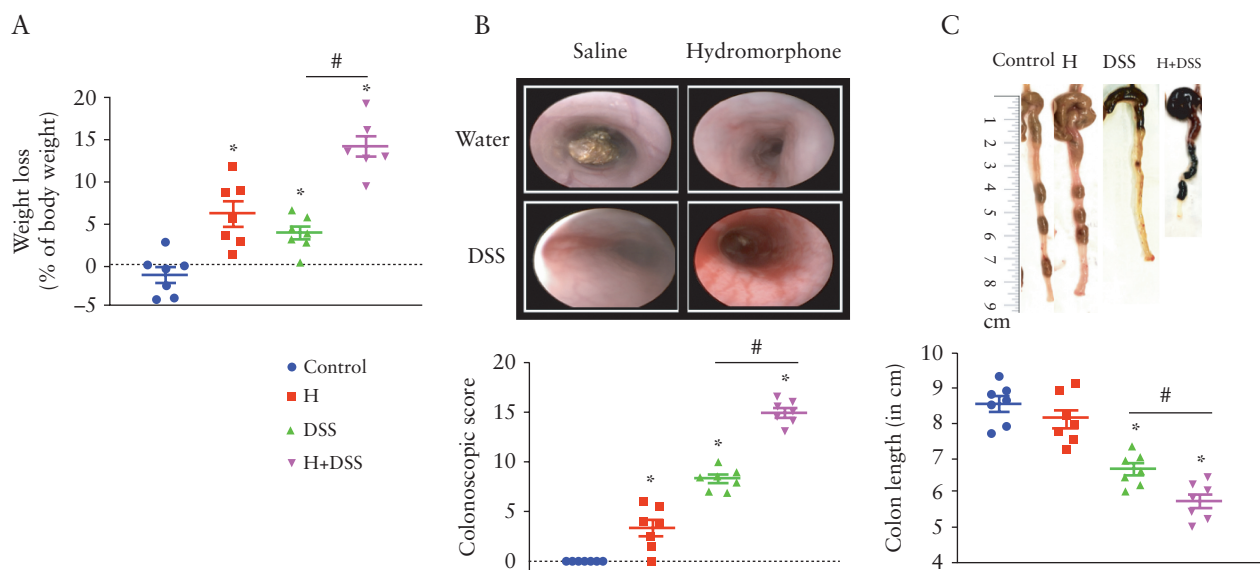 A
Weight loss
(% of body weight)
20
15
10
5
0
–5
*
*
#
*
Control
H
DSS
H+DSS
B
Saline Hydromorphone
Water
DSS
Colonoscopic score
20
15
10
5
0
*
*
#
*
C
Control H DSS H+DSS
1
2
3
4
5
6
7
8
9
cm
Colon length (in cm)
10
9
8
7
6
5
4
*
#
*